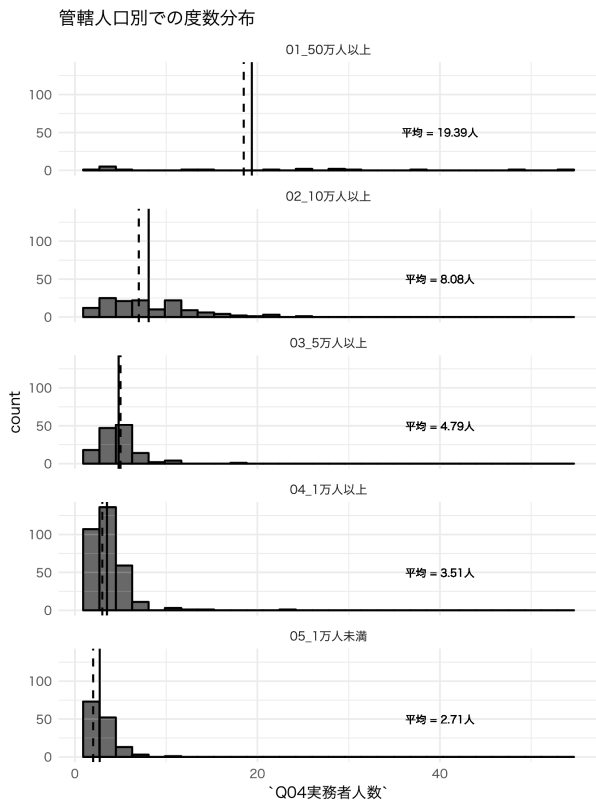 管轄人口別での度数分布
01_50万人以上
100
50
0
平均 = 19.39人
02_10万人以上
100
50
0
平均 = 8.08人
03_5万人以上
100
50
0
平均 = 4.79人
count
04_1万人以上
100
50
0
平均 = 3.51人
05_1万人未満
100
50
0
平均 = 2.71人
0 20 40
`Q04実務者人数`